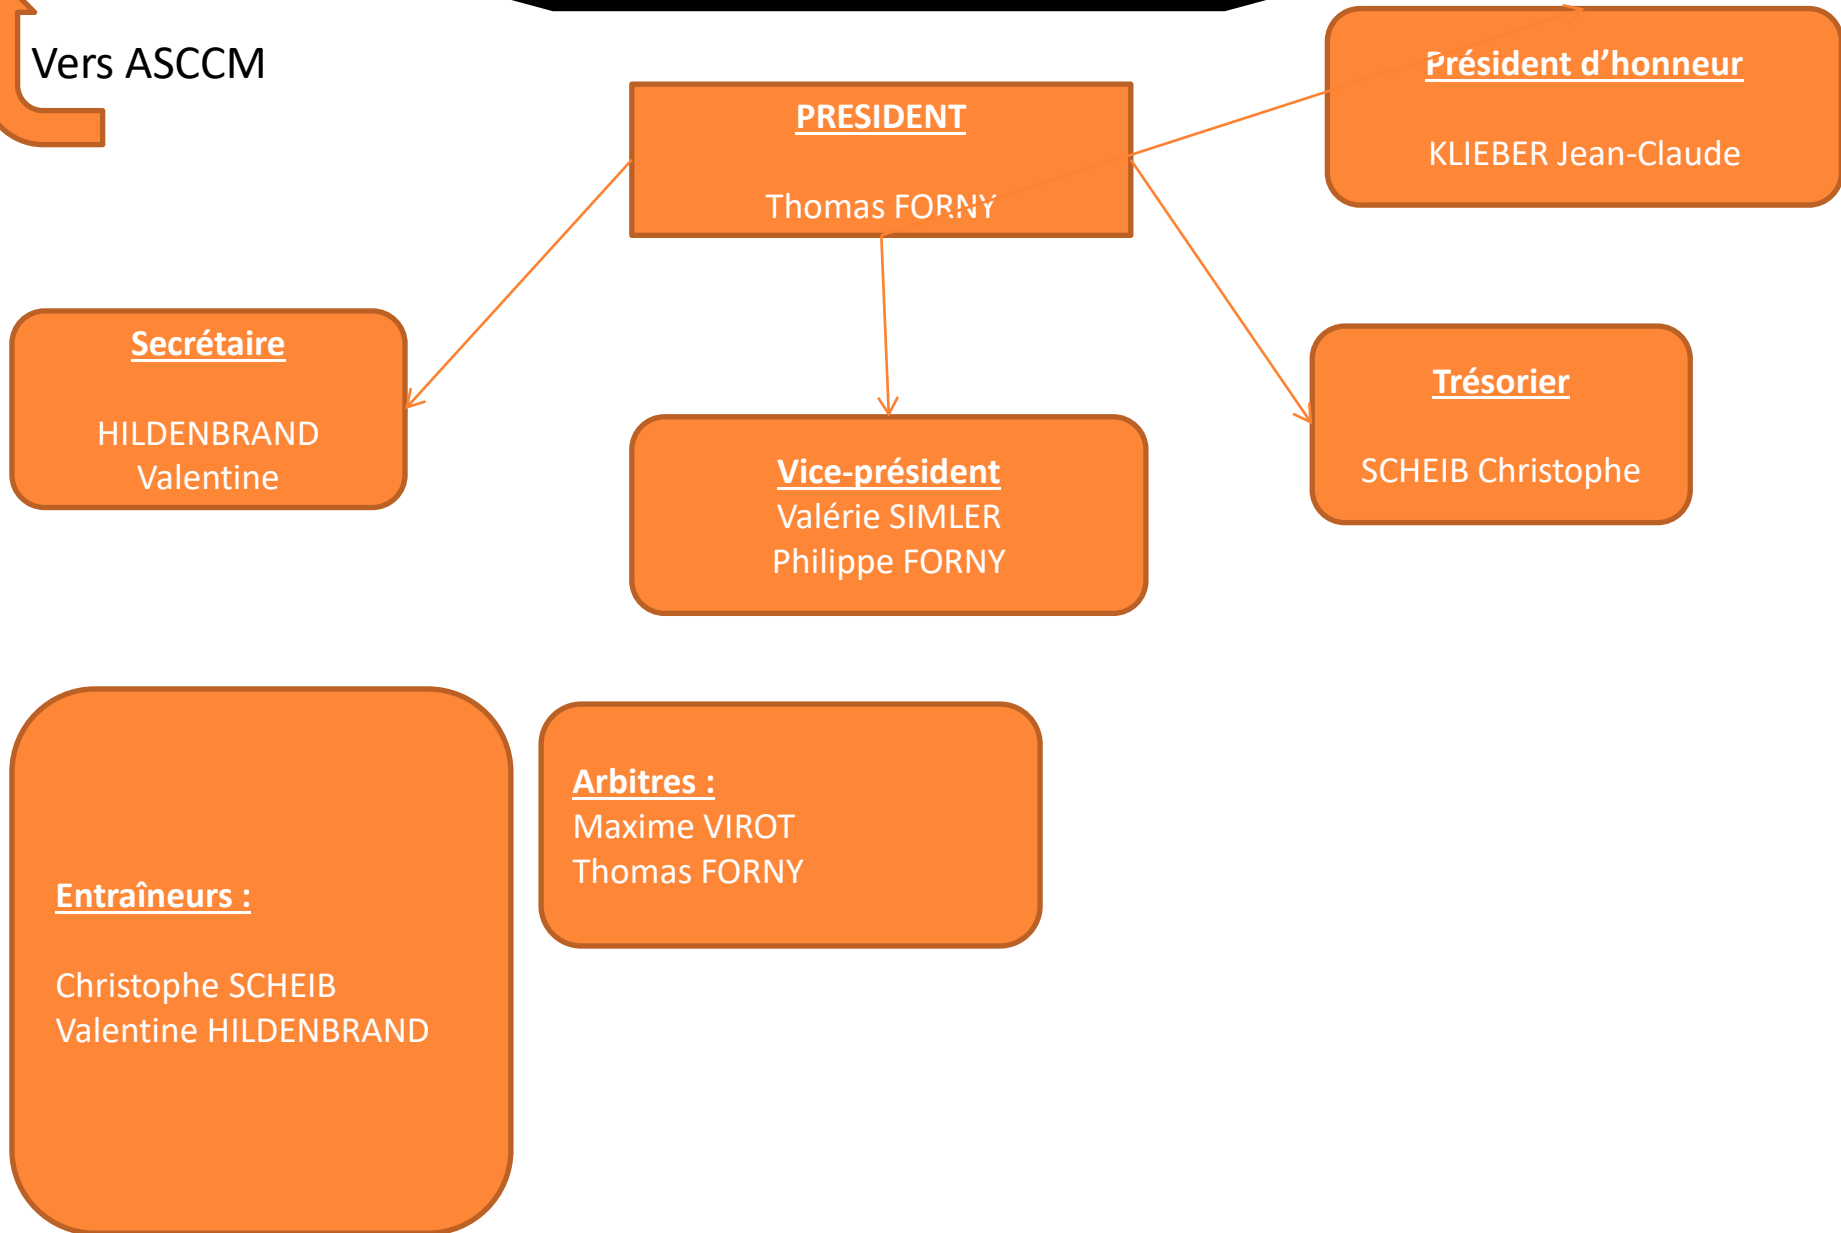 Vers ASCCM
PRESIDENT
Thomas FORNY
Président d’honneur
KLIEBER Jean-Claude
Secrétaire
HILDENBRAND
Valentine
Vice-président
Valérie SIMLER
Philippe FORNY
Trésorier
SCHEIB Christophe
Entraîneurs :
Christophe SCHEIB
Valentine HILDENBRAND
Arbitres :
Maxime VIROT
Thomas FORNY